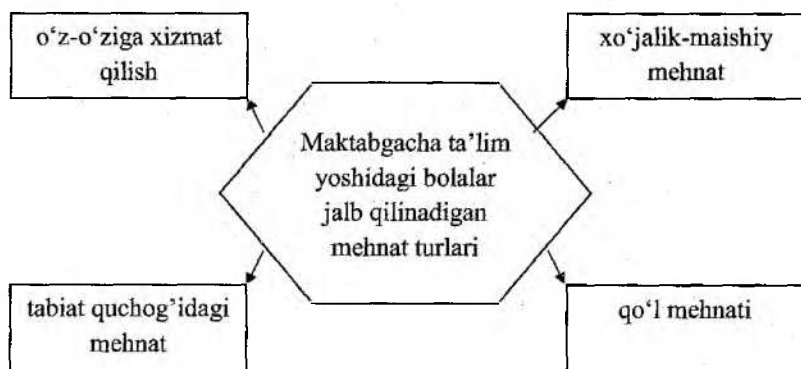 o‘z-o‘ziga xizmat
qilish
xo‘jalik-maishiy
mehnat
Maktabgacha ta’lim
yoshidagi bolalar
jalb qilinadigan
mehnat turlari
tabiat quchog’idagi
mehnat
qo‘l mehnati